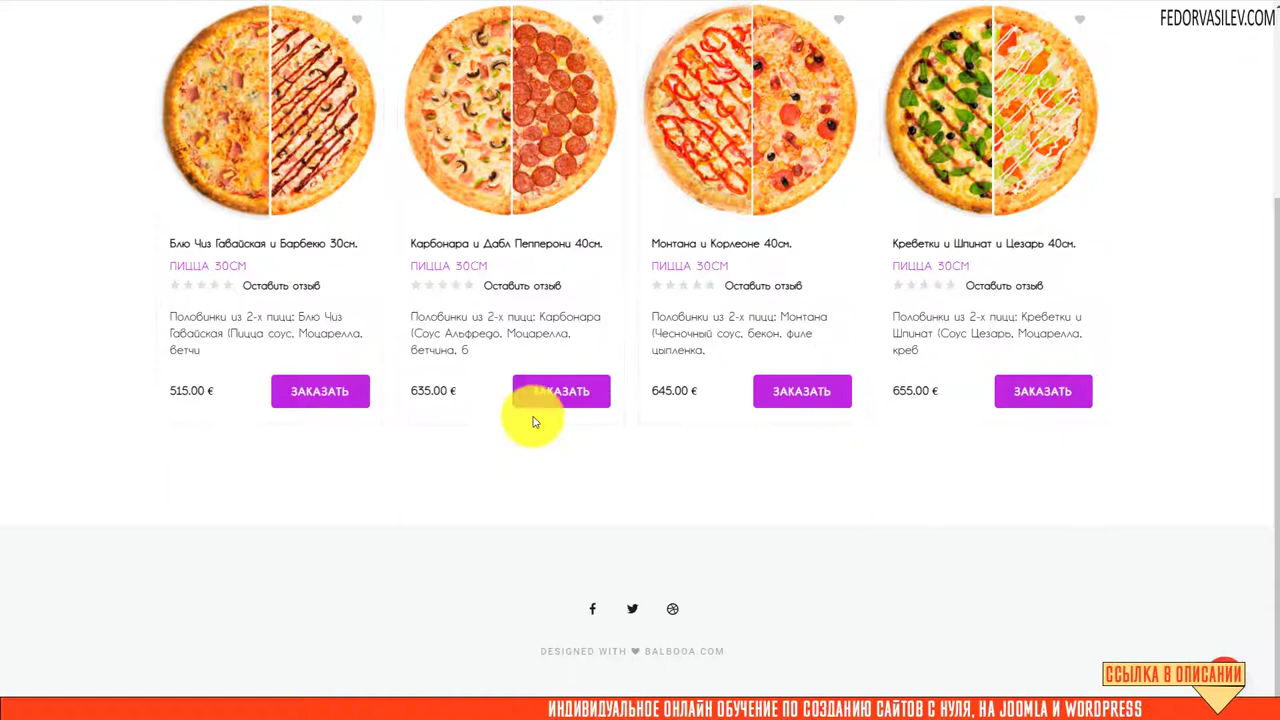 FEDORVASILEV.COM
Блю Чиз Гавайская и Барбекю 30см.
ПИЦЦА 30СМ
Оставить отзыв
Половинки из 2-х пицц: Блю Чиз
Гавайская (Пицца соус, Моцарелла,
ветчи
515.00 €
ЗАКАЗАТЬ
Карбонара и Дабл Пепперони 40см.
ПИЦЦА 30СМ
Оставить отзыв
Половинки из 2-х пицц: Карбонара
(Соус Альфредо, Моцарелла,
ветчина, б
635.00 €
ЗАКАЗАТЬ
Монтана и Корлеоне 40см.
ПИЦЦА 30СМ
Оставить отзыв
Половинки из 2-х пицц: Монтана
(Чесночный соус, бекон, филе
цыпленка,
645.00 €
ЗАКАЗАТЬ
Креветки и Шпинат и Цезарь 40см.
ПИЦЦА 30СМ
Оставить отзыв
Половинки из 2-х пицц: Креветки и
Шпинат (Соус Цезарь, Моцарелла,
креб
655.00 €
ЗАКАЗАТЬ
DESIGNED WITH ❤ BALBOOA.COM
ССЫЛКА В ОПИСАНИИ
ИНДИВИДУАЛЬНОЕ ОНЛАЙН ОБУЧЕНИЕ ПО СОЗДАНИЮ САЙТОВ С НУЛЯ, НА JOOMLA И WORDPRESS